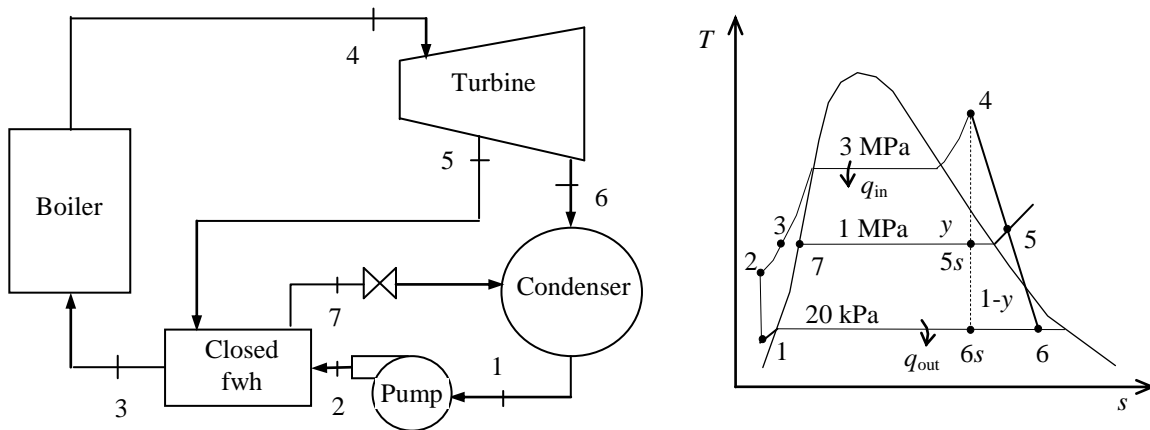 4
Turbine
5
6
Boiler
Condenser
7
Closed
fwh
Pump
1
2
3
T
4
3 MPa
q_in
3
y
1 MPa
5
2
7
5s
1-y
20 kPa
1
q_out
6s
6
s